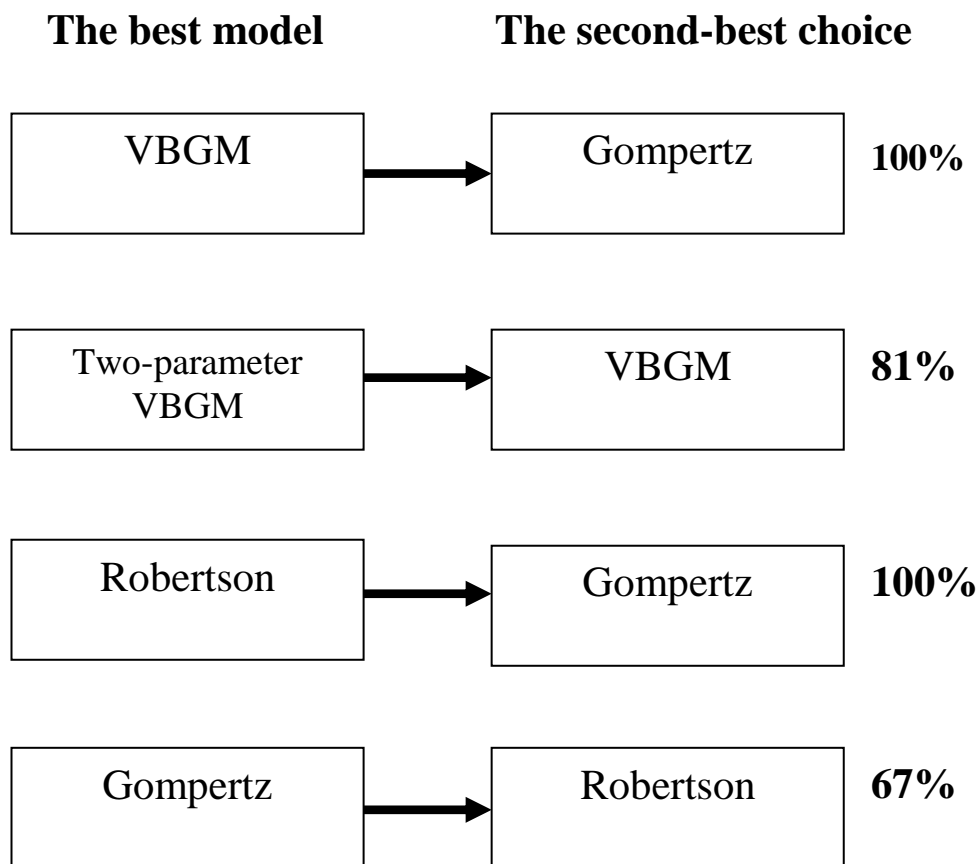 The best model The second-best choice
VBGM Gompertz 100%
Two-parameter
VBGM
VBGM 81%
Robertson Gompertz 100%
Gompertz Robertson 67%